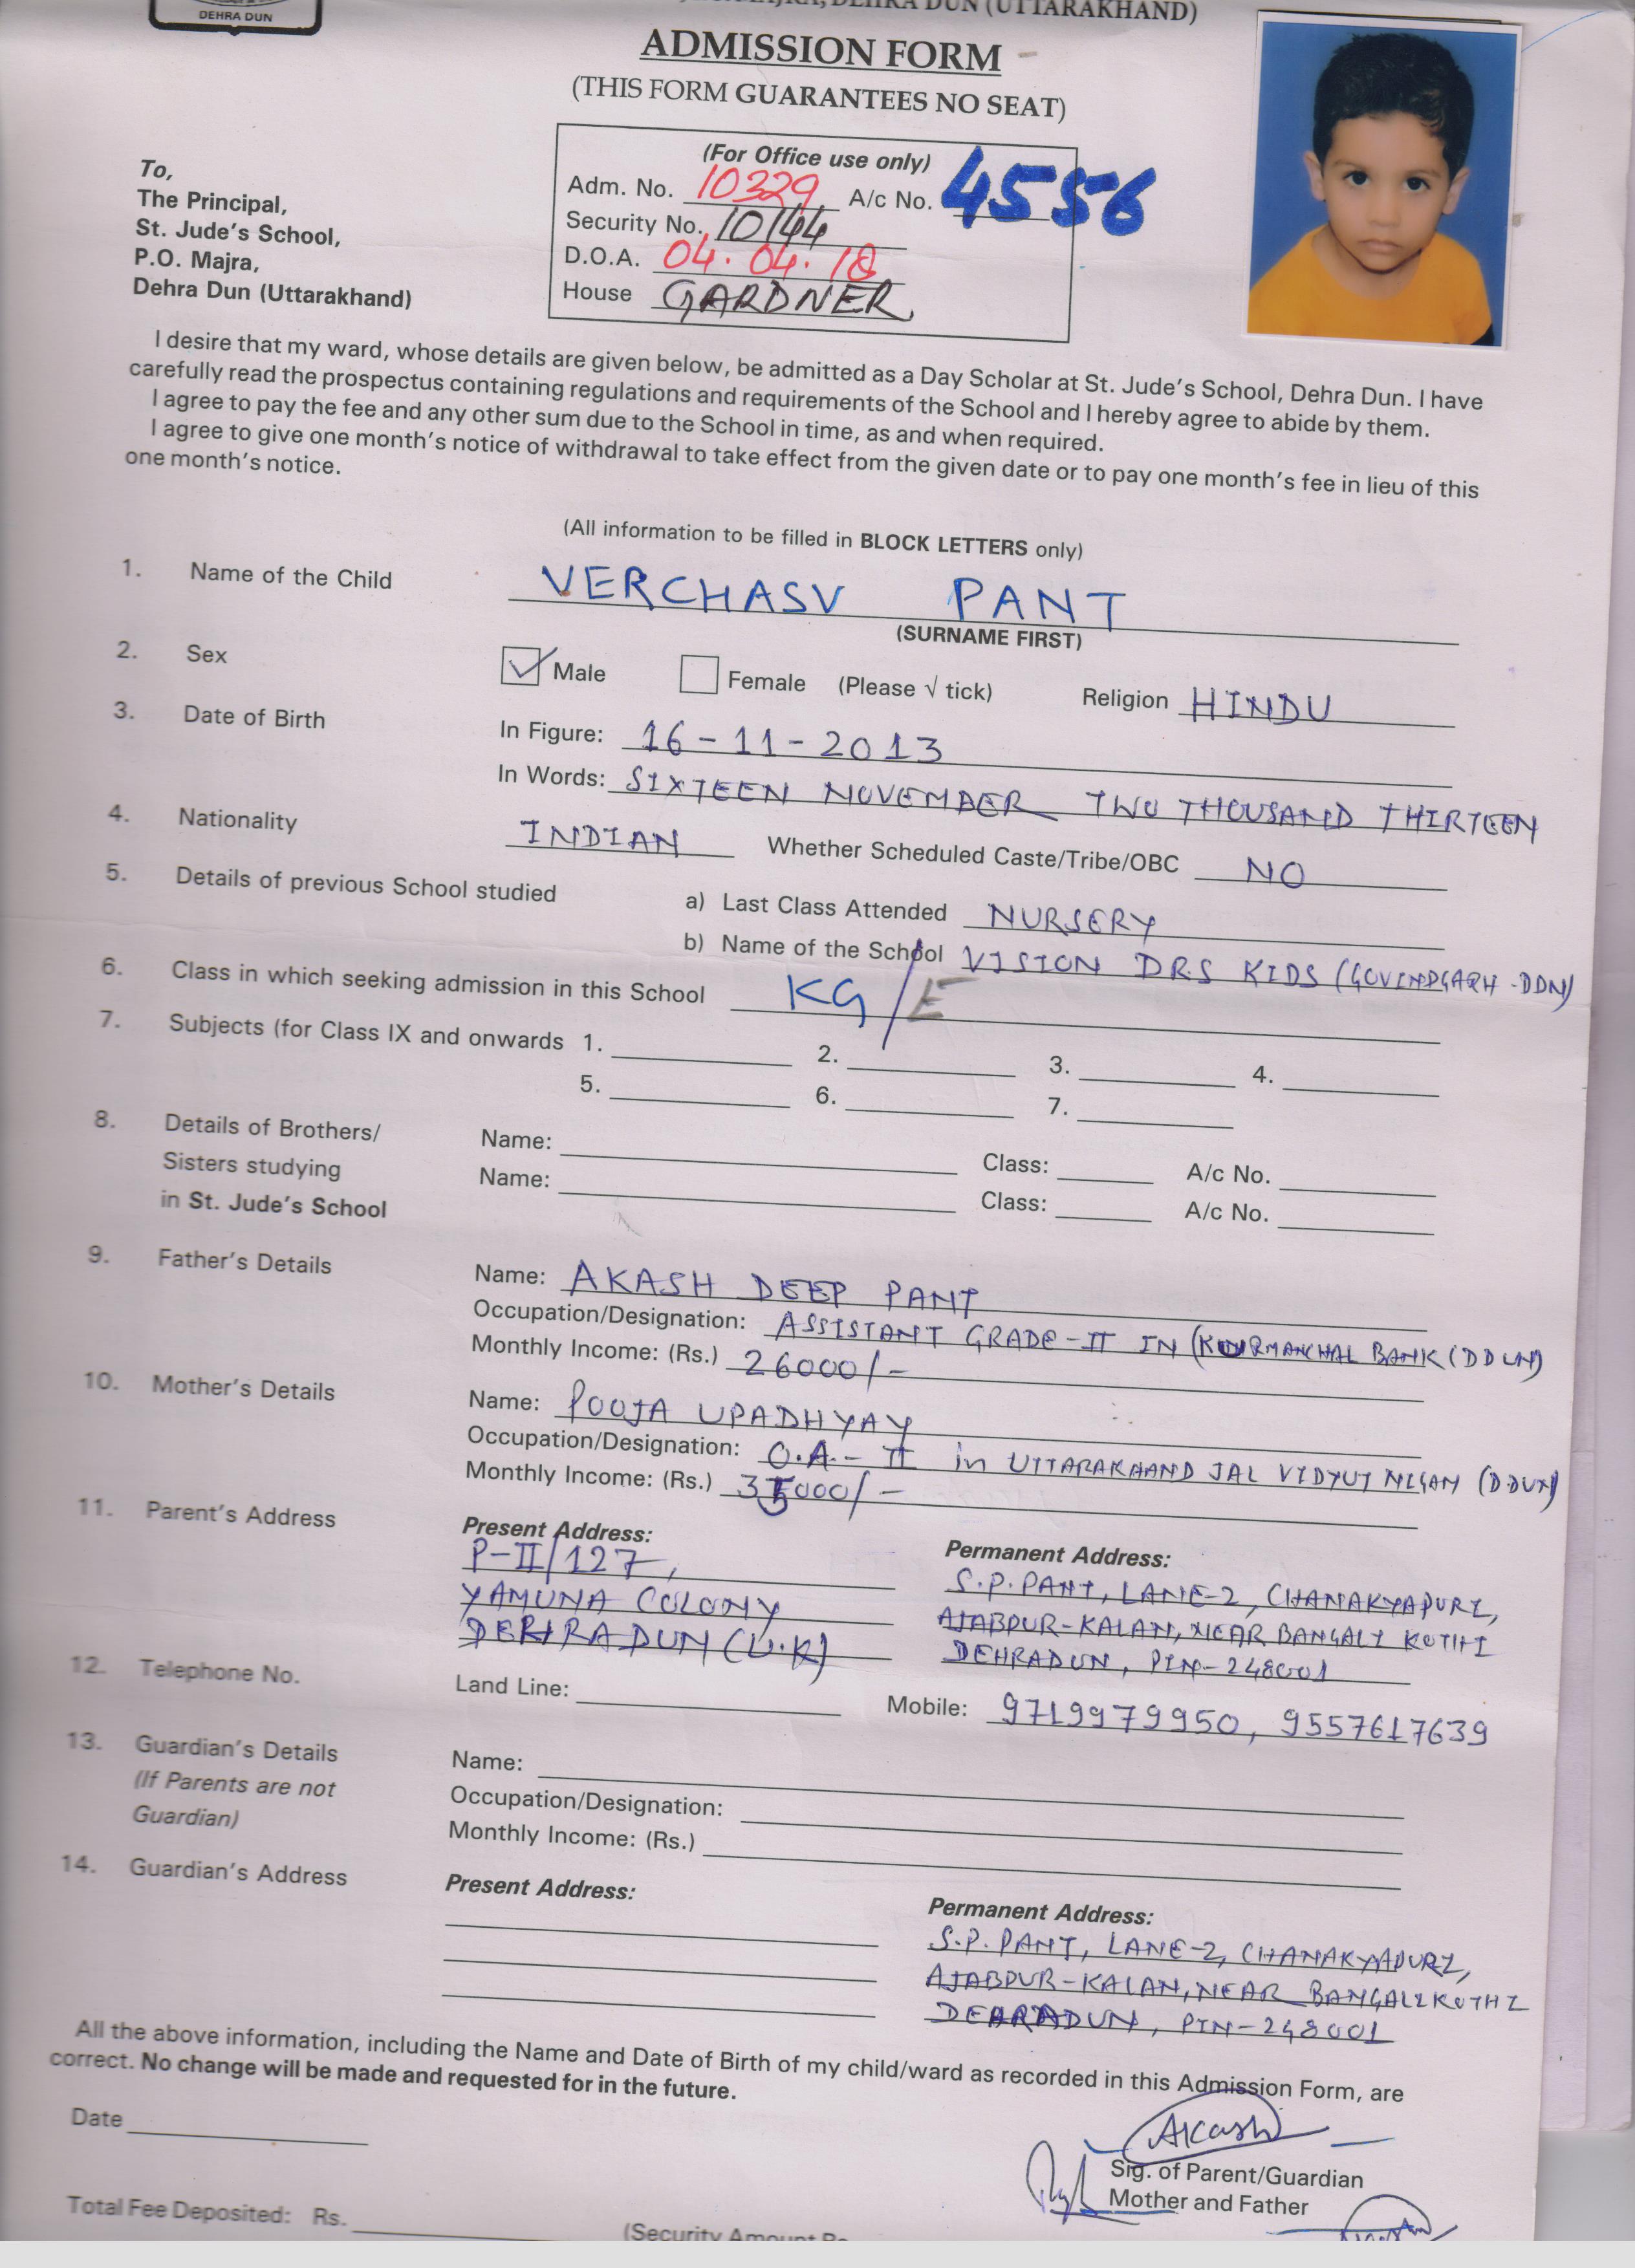 DEHRA DUN
DEHRA DUN (UTTARAKHAND)
ADMISSION FORM
(THIS FORM GUARANTEES NO SEAT)
(For Office use only)
Adm. No. 10329 A/c No. 4556
Security No. 10144
D.O.A. 04.04.18
House GARDNER
To,
The Principal,
St. Jude's School,
P.O. Majra,
Dehra Dun (Uttarakhand)
I desire that my ward, whose details are given below, be admitted as a Day Scholar at St. Jude's School, Dehra Dun. I have
carefully read the prospectus containing regulations and requirements of the School and I hereby agree to abide by them.
I agree to pay the fee and any other sum due to the School in time, as and when required.
I agree to give one month's notice of withdrawal to take effect from the given date or to pay one month's fee in lieu of this
one month's notice.
(All information to be filled in BLOCK LETTERS only)
1. Name of the Child VERCHASV PANT
(SURNAME FIRST)
2. Sex Male Female (Please √ tick) Religion HINDU
3. Date of Birth In Figure: 16-11-2013
In Words: SIXTEEN NOVEMBER TWO THOUSAND THIRTEEN
4. Nationality INDIAN Whether Scheduled Caste/Tribe/OBC NO
5. Details of previous School studied a) Last Class Attended NURSERY
b) Name of the School VISION DRS KIDS (GOVINDGARH-DDN)
6. Class in which seeking admission in this School KG/E
7. Subjects (for Class IX and onwards 1. 2. 3. 4.
5. 6. 7.
8. Details of Brothers/ Name: Class: A/c No.
Sisters studying Name: Class: A/c No.
in St. Jude's School
9. Father's Details Name: AKASH DEEP PANT
Occupation/Designation: ASSISTANT GRADE-II IN (KURMANCHAL BANK (DDUN)
Monthly Income: (Rs.) 26000/-
10. Mother's Details Name: POOJA UPADHYAY
Occupation/Designation: O.A.-II in UTTARAKHAND JAL VIDYUT NIGAM (D.DUN)
Monthly Income: (Rs.) 35000/-
11. Parent's Address Present Address: Permanent Address:
P-II/127, S.P. PANT, LANE-2, CHANAKYAPURI,
YAMUNA COLONY AJABPUR-KALAN, NEAR BANGALI KOTHI
DEHRADUN (U.K) DEHRADUN, PIN-248001
12. Telephone No. Land Line: Mobile: 9719979950, 9557617639
13. Guardian's Details Name:
(If Parents are not Occupation/Designation:
Guardian) Monthly Income: (Rs.)
14. Guardian's Address Present Address: Permanent Address:
S.P. PANT, LANE-2, CHANAKYAPURI,
AJABPUR-KALAN, NEAR BANGALI KOTHI
DEHRADUN, PIN-248001
All the above information, including the Name and Date of Birth of my child/ward as recorded in this Admission Form, are
correct. No change will be made and requested for in the future.
Date
Akash
Sig. of Parent/Guardian
Mother and Father
Total Fee Deposited: Rs. (Security Amount Rs.